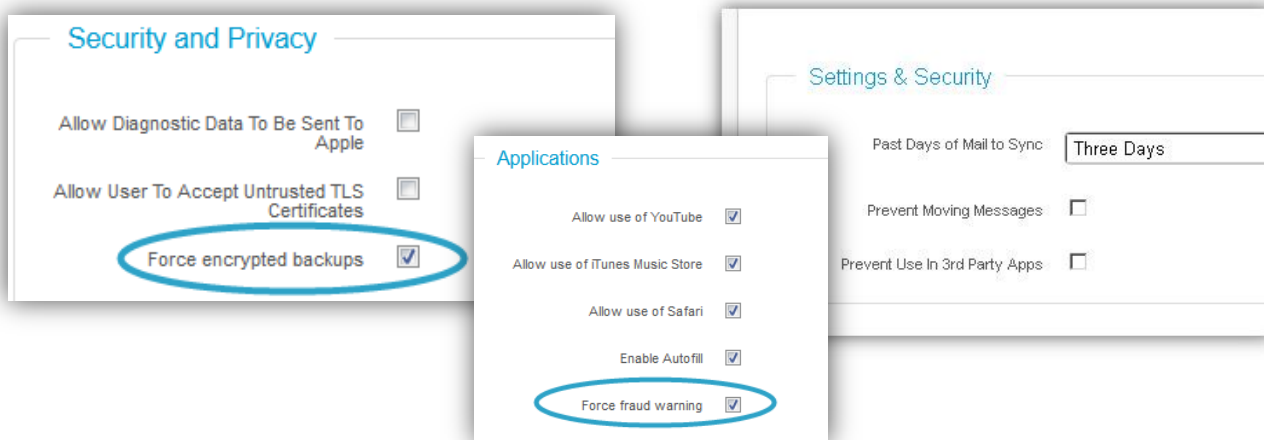 Security and Privacy
Allow Diagnostic Data To Be Sent To
Apple
Allow User To Accept Untrusted TLS
Certificates
Force encrypted backups
Applications
Allow use of YouTube
Allow use of iTunes Music Store
Allow use of Safari
Enable Autofill
Force fraud warning
Settings & Security
Past Days of Mail to Sync
Three Days
Prevent Moving Messages
Prevent Use In 3rd Party Apps